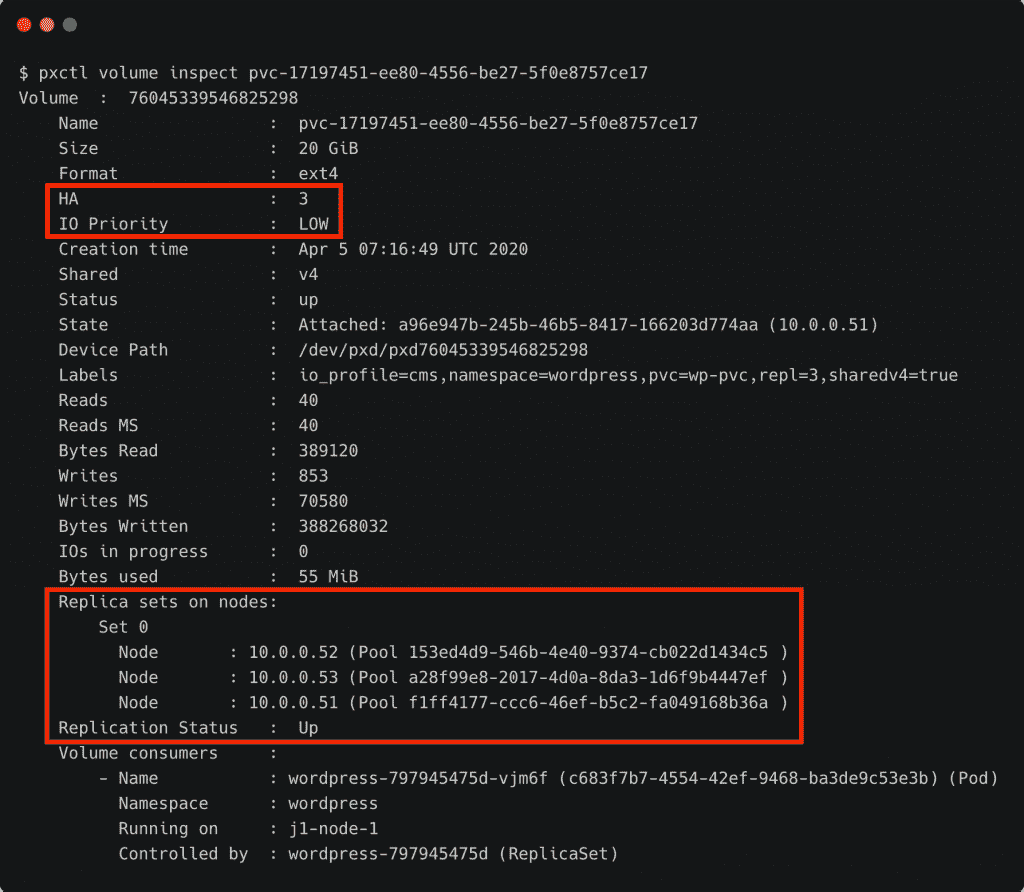 $ pxctl volume inspect pvc-17197451-ee80-4556-be27-5f0e8757ce17
Volume : 76045339546825298
Name : pvc-17197451-ee80-4556-be27-5f0e8757ce17
Size : 20 GiB
Format : ext4
HA : 3
IO Priority : LOW
Creation time : Apr 5 07:16:49 UTC 2020
Shared : v4
Status : up
State : Attached: a96e947b-245b-46b5-8417-166203d774aa (10.0.0.51)
Device Path : /dev/pxd/pxd76045339546825298
Labels : io_profile=cms,namespace=wordpress,pvc=wp-pvc,repl=3,sharedv4=true
Reads : 40
Reads MS : 40
Bytes Read : 389120
Writes : 853
Writes MS : 70580
Bytes Written : 388268032
IOs in progress : 0
Bytes used : 55 MiB
Replica sets on nodes:
Set 0
Node : 10.0.0.52 (Pool 153ed4d9-546b-4e40-9374-cb022d1434c5 )
Node : 10.0.0.53 (Pool a28f99e8-2017-4d0a-8da3-1d6f9b4447ef )
Node : 10.0.0.51 (Pool f1ff4177-ccc6-46ef-b5c2-fa049168b36a )
Replication Status : Up
Volume consumers :
- Name : wordpress-797945475d-vjm6f (c683f7b7-4554-42ef-9468-ba3de9c53e3b) (Pod)
Namespace : wordpress
Running on : j1-node-1
Controlled by : wordpress-797945475d (ReplicaSet)